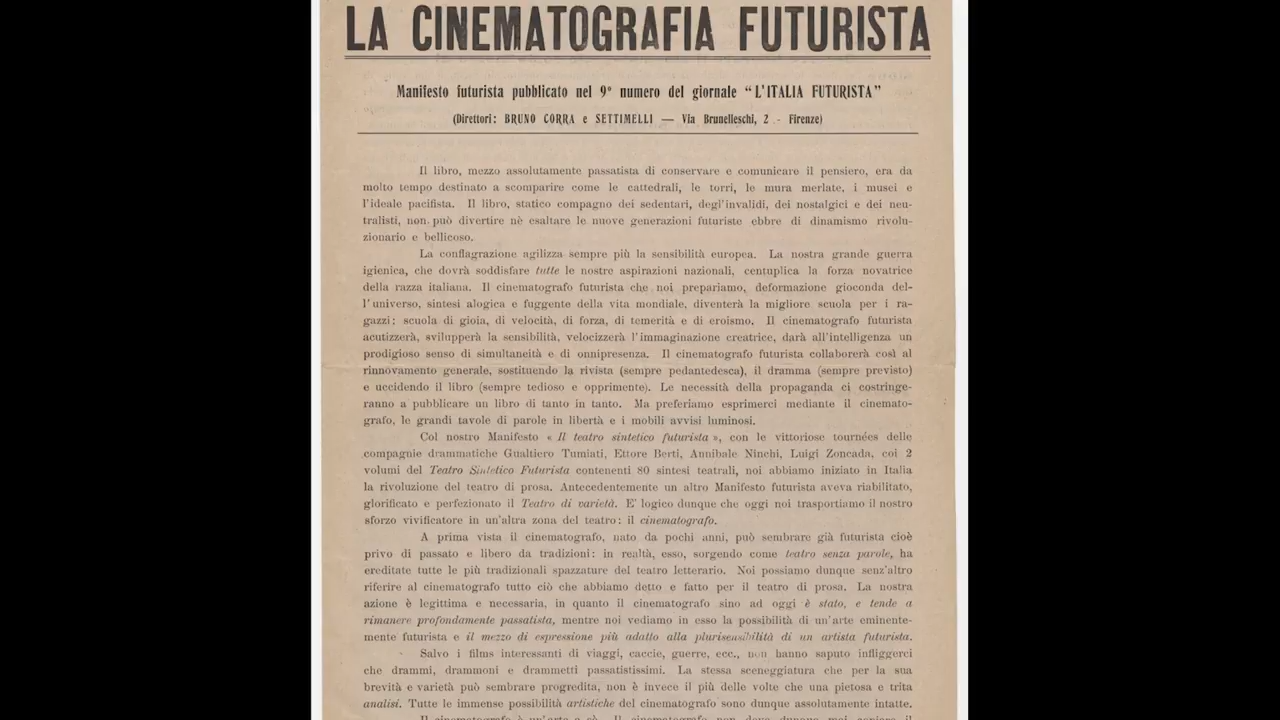 LA CINEMATOGRAFIA FUTURISTA
Manifesto futurista pubblicato nel 9° numero del giornale "L'ITALIA FUTURISTA"
(Direttori: BRUNO CORRA e SETTIMELLI — Via Brunelleschi, 2 - Firenze)
Il libro, mezzo assolutamente passatista di conservare e comunicare il pensiero, era da
molto tempo destinato a scomparire come le cattedrali, le torri, le mura merlate, i musei e
l'ideale pacifista. Il libro, statico compagno dei sedentari, degl'invalidi, dei nostalgici e dei neu-
tralisti, non può divertire nè esaltare le nuove generazioni futuriste ebbre di dinamismo rivolu-
zionario e bellicoso.
La conflagrazione agilizza sempre più la sensibilità europea. La nostra grande guerra
igienica, che dovrà soddisfare tutte le nostre aspirazioni nazionali, centuplica la forza novatrice
della razza italiana. Il cinematografo futurista che noi prepariamo, deformazione gioconda del-
l'universo, sintesi alogica e fuggente della vita mondiale, diventerà la migliore scuola per i ra-
gazzi: scuola di gioia, di velocità, di forza, di temerità e di eroismo. Il cinematografo futurista
acutizzerà, svilupperà la sensibilità, velocizzerà l'immaginazione creatrice, darà all'intelligenza un
prodigioso senso di simultaneità e di onnipresenza. Il cinematografo futurista collaborerà così al
rinnovamento generale, sostituendo la rivista (sempre pedantedesca), il dramma (sempre previsto)
e uccidendo il libro (sempre tedioso e opprimente). Le necessità della propaganda ci costringe-
ranno a pubblicare un libro di tanto in tanto. Ma preferiamo esprimerci mediante il cinemato-
grafo, le grandi tavole di parole in libertà e i mobili avvisi luminosi.
Col nostro Manifesto « Il teatro sintetico futurista », con le vittoriose tournées delle
compagnie drammatiche Gualtiero Tumiati, Ettore Berti, Annibale Ninchi, Luigi Zoncada, coi 2
volumi del Teatro Sintetico Futurista contenenti 80 sintesi teatrali, noi abbiamo iniziato in Italia
la rivoluzione del teatro di prosa. Antecedentemente un altro Manifesto futurista aveva riabilitato,
glorificato e perfezionato il Teatro di varietà. E' logico dunque che oggi noi trasportiamo il nostro
sforzo vivificatore in un'altra zona del teatro: il cinematografo.
A prima vista il cinematografo, nato da pochi anni, può sembrare già futurista cioè
privo di passato e libero da tradizioni: in realtà, esso, sorgendo come teatro senza parole, ha
ereditate tutte le più tradizionali spazzature del teatro letterario. Noi possiamo dunque senz'altro
riferire al cinematografo tutto ciò che abbiamo detto e fatto per il teatro di prosa. La nostra
azione è legittima e necessaria, in quanto il cinematografo sino ad oggi è stato, e tende a
rimanere profondamente passatista, mentre noi vediamo in esso la possibilità di un'arte eminente-
mente futurista e il mezzo di espressione più adatto alla plurisensibilità di un artista futurista.
Salvo i films interessanti di viaggi, caccie, guerre, ecc., non hanno saputo infliggerci
che drammi, drammoni e drammetti passatistissimi. La stessa sceneggiatura che per la sua
brevità e varietà può sembrare progredita, non è invece il più delle volte che una pietosa e trita
analisi. Tutte le immense possibilità artistiche del cinematografo sono dunque assolutamente intatte.